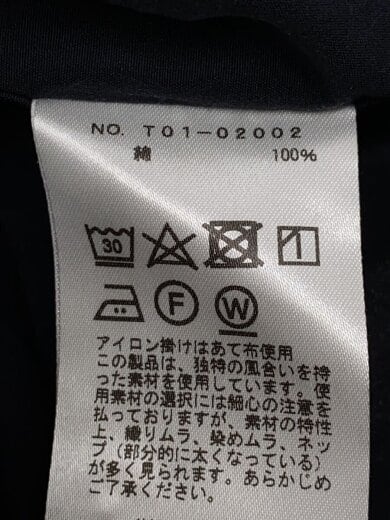 NO. T01-02002
綿 100%
30
F W
アイロン掛けはあて布使用
この製品は、独特の風合いを持
った素材を使用しています。使
用素材の選択には細心の注意を
払っておりますが、素材の特性
上、織りムラ、染めムラ、ネッ
プ(部分的に太くなっている)
が多く見られます。あらかじめ
ご了承ください。